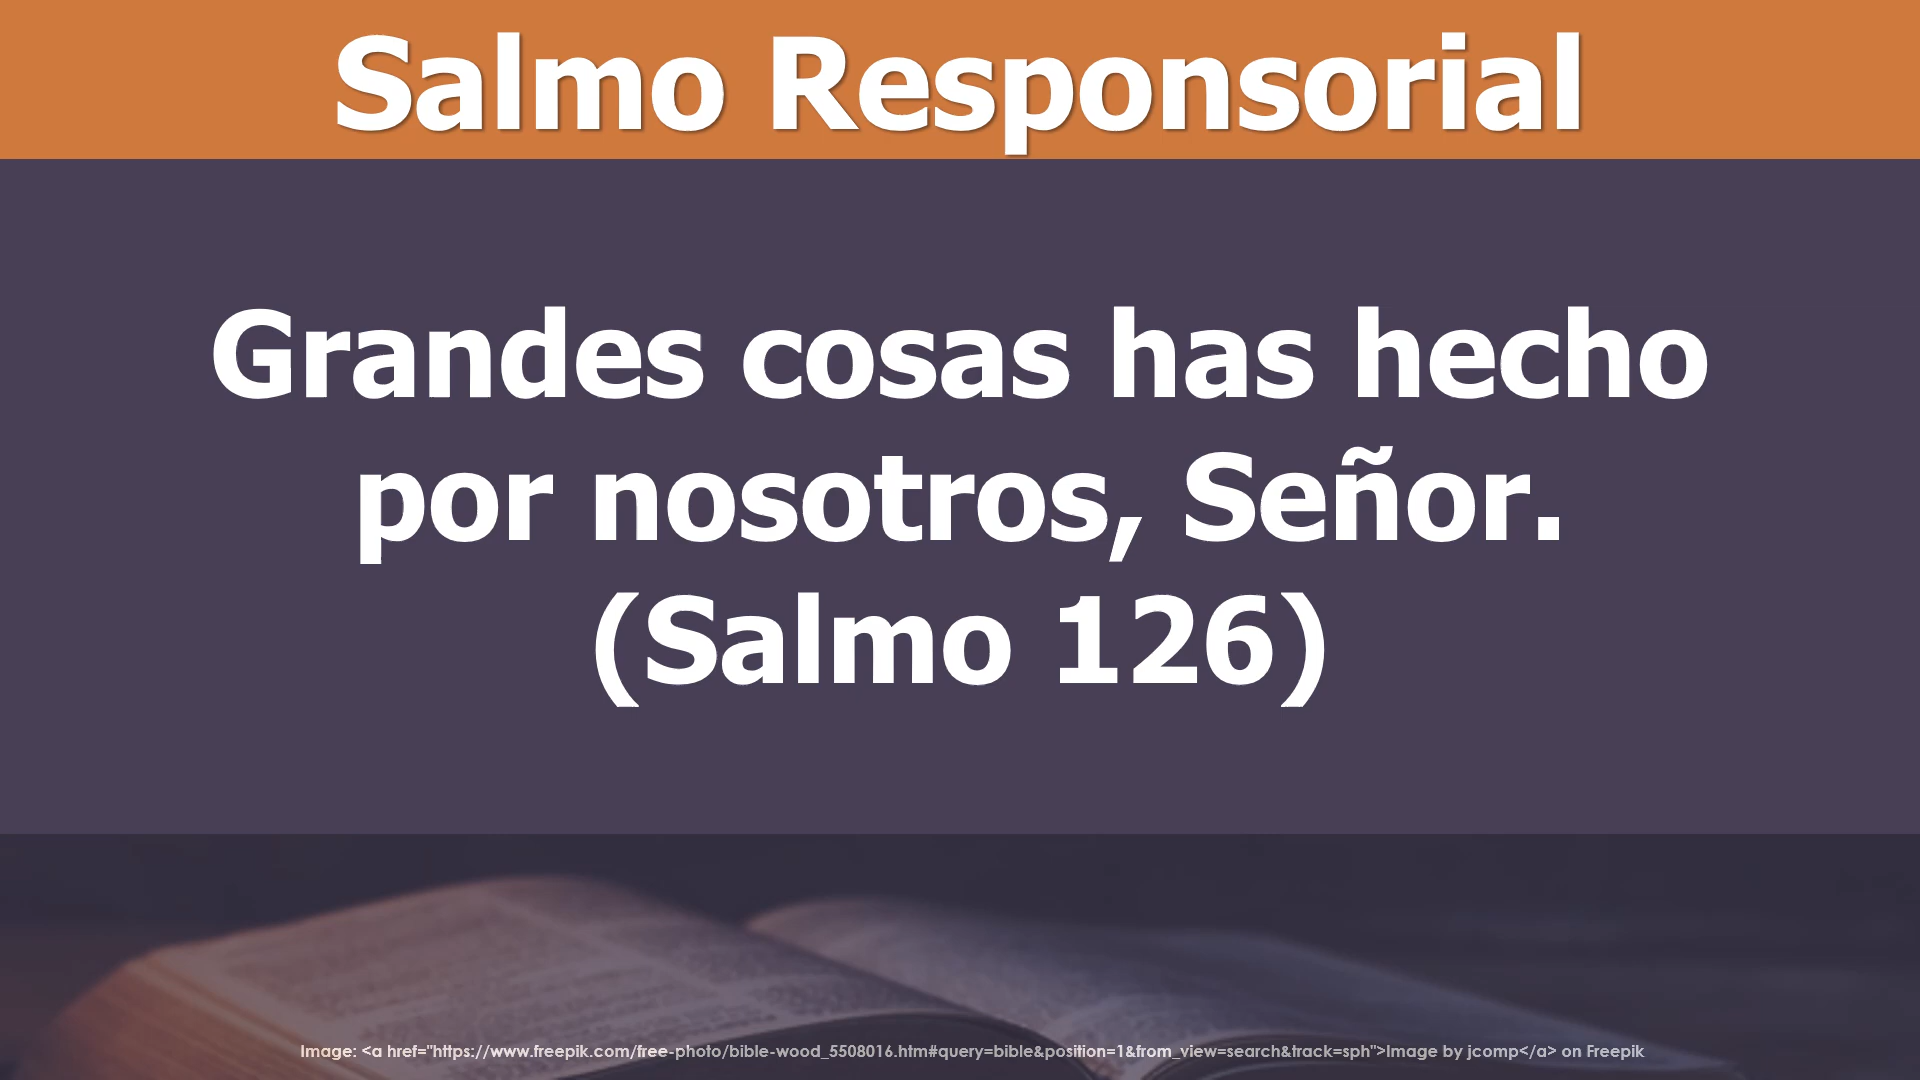 Salmo Responsorial
Grandes cosas has hecho
por nosotros, Señor.
(Salmo 126)
Image: <a href="https://www.freepik.com/free-photo/bible-wood_5508016.htm#query=bible&position=1&from_view=search&track=sph">Image by jcomp</a> on Freepik